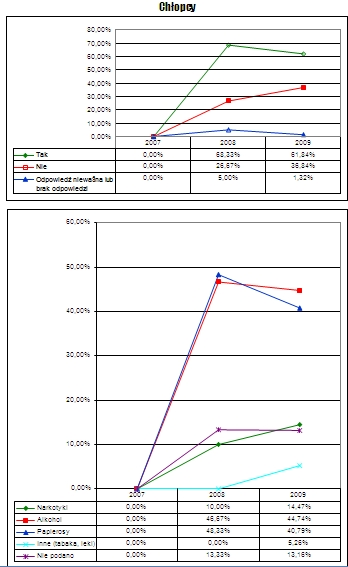 Chłopcy
80,00%
70,00%
60,00%
50,00%
40,00%
30,00%
20,00%
10,00%
0,00%
2007 2008 2009
Tak 0,00% 68,33% 61,84%
Nie 0,00% 26,67% 36,84%
Odpowiedź nieważna lub brak odpowiedzi 0,00% 5,00% 1,32%
60,00%
50,00%
40,00%
30,00%
20,00%
10,00%
0,00%
2007 2008 2009
Narkotyki 0,00% 10,00% 14,47%
Alkohol 0,00% 46,67% 44,74%
Papierosy 0,00% 48,33% 40,79%
Inne (tabaka, leki) 0,00% 0,00% 5,26%
Nie podano 0,00% 13,33% 13,16%